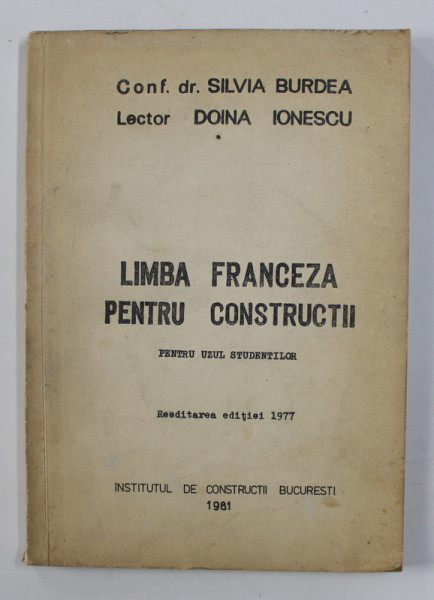 Conf. dr. SILVIA BURDEA
Lector DOINA IONESCU
LIMBA FRANCEZA
PENTRU CONSTRUCTII
PENTRU UZUL STUDENTILOR
Reeditarea ediţiei 1977
INSTITUTUL DE CONSTRUCTII BUCURESTI
1981